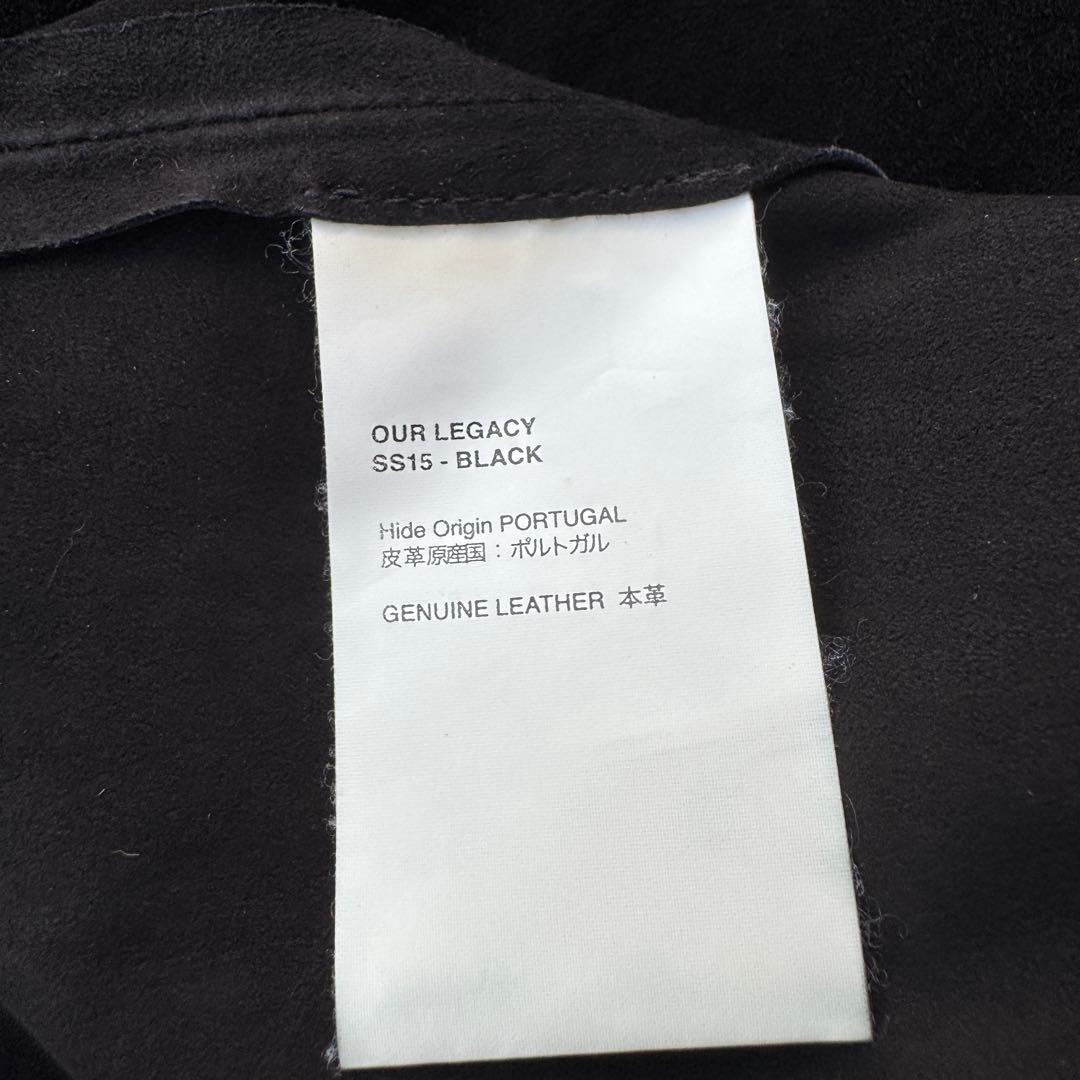 OUR LEGACY
SS15 - BLACK
Hide Origin PORTUGAL
皮革原産国：ポルトガル
GENUINE LEATHER 本革